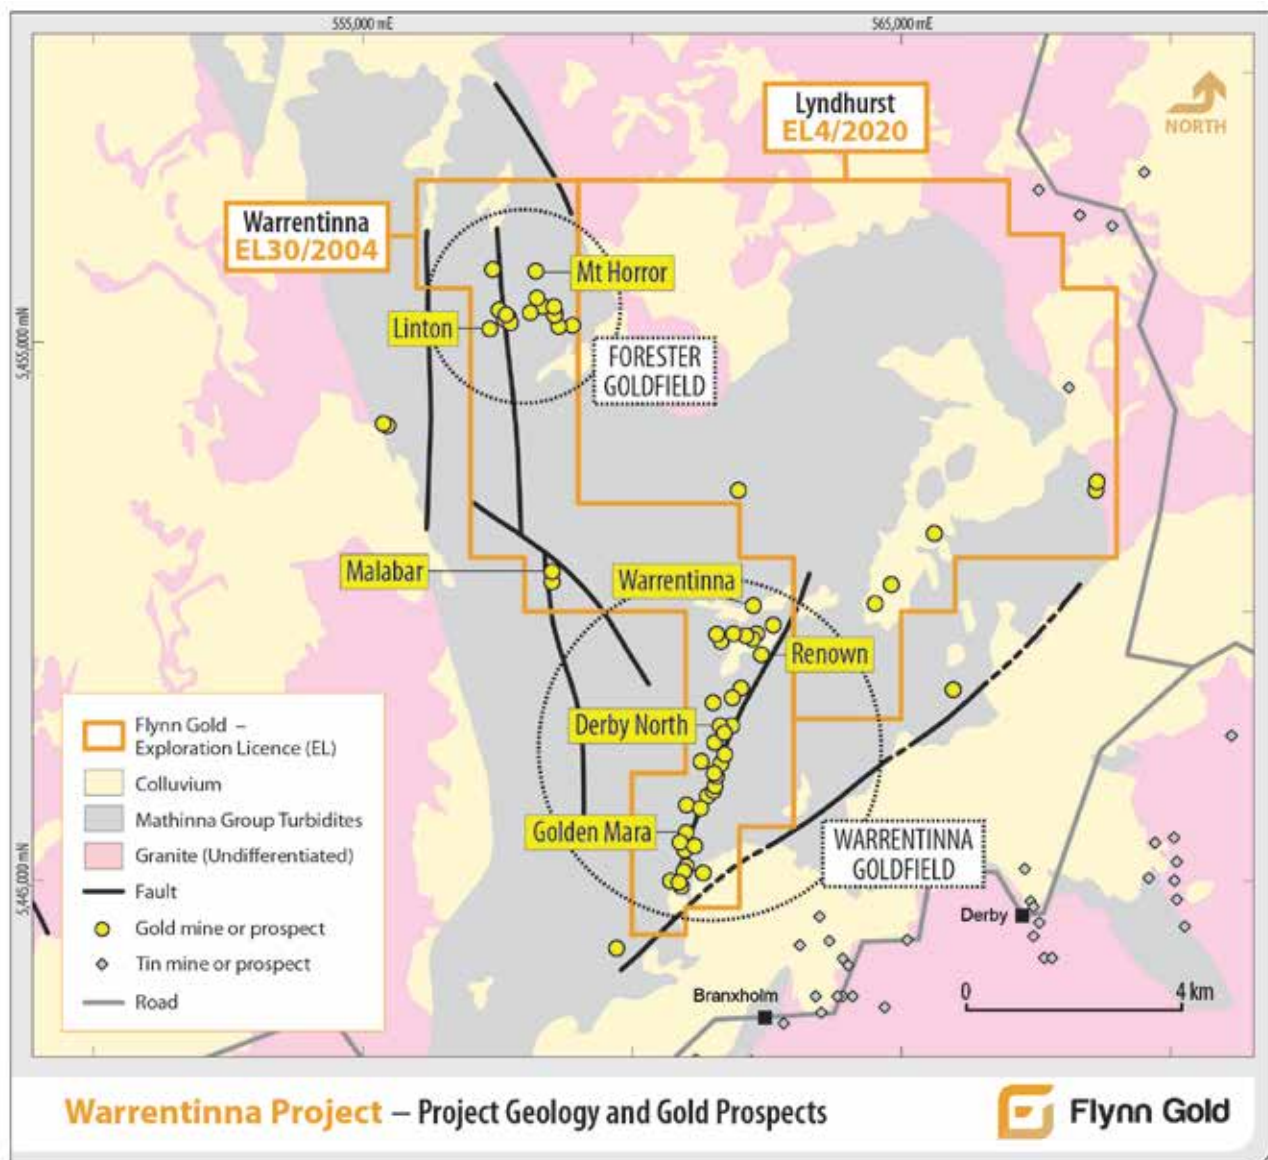 555,000 mE
565,000 mE
Lyndhurst
EL4/2020
NORTH
Warrentinna
EL30/2004
Mt Horror
5,455,000 mN
Linton
FORESTER
GOLDFIELD
Malabar
Warrentinna
Renown
Derby North
Golden Mara
WARRENTINNA
GOLDFIELD
5,445,000 mN
Derby
Branxholm
0
4 km
Flynn Gold –
Exploration Licence (EL)
Colluvium
Mathinna Group Turbidites
Granite (Undifferentiated)
Fault
Gold mine or prospect
Tin mine or prospect
Road
Warrentinna Project – Project Geology and Gold Prospects
Flynn Gold